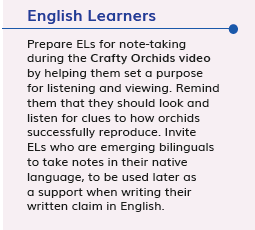 English Learners
Prepare ELs for note-taking
during the Crafty Orchids video
by helping them set a purpose
for listening and viewing. Remind
them that they should look and
listen for clues to how orchids
successfully reproduce. Invite
ELs who are emerging bilinguals
to take notes in their native
language, to be used later as
a support when writing their
written claim in English.